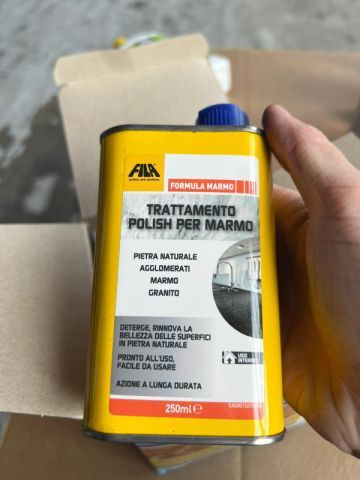 FILA
FORMULA MARMO
TRATTAMENTO
POLISH PER MARMO
PIETRA NATURALE
AGGLOMERATI
MARMO
GRANITO
DETERGE, RINNOVA LA
BELLEZZA DELLE SUPERFICI
IN PIETRA NATURALE
PRONTO ALL'USO,
FACILE DA USARE
USO
INTERNO
AZIONE A LUNGA DURATA
250ml e